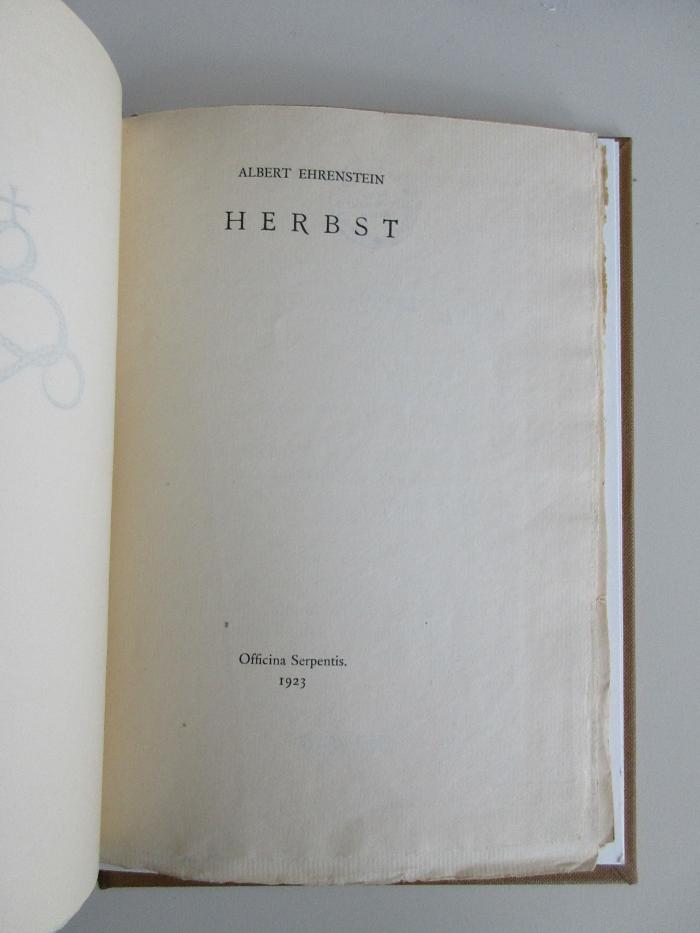 ALBERT EHRENSTEIN
HERBST
Officina Serpentis.
1923